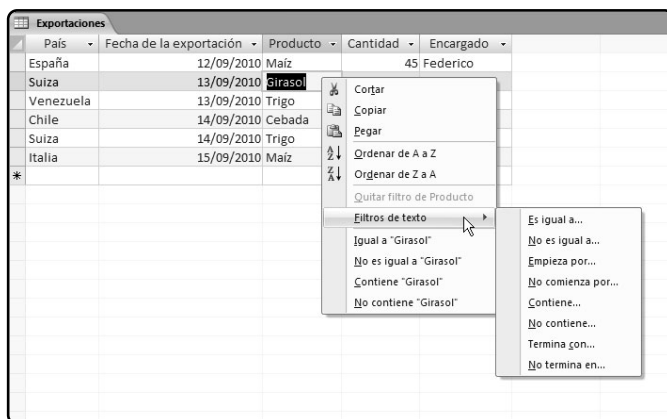 Exportaciones
País Fecha de la exportación Producto Cantidad Encargado
España 12/09/2010 Maíz 45 Federico
Suiza 13/09/2010 Girasol
Venezuela 13/09/2010 Trigo
Chile 14/09/2010 Cebada
Suiza 14/09/2010 Trigo
Italia 15/09/2010 Maíz
Cortar
Copiar
Pegar
Ordenar de A a Z
Ordenar de Z a A
Quitar filtro de Producto
Filtros de texto
Igual a "Girasol"
No es igual a "Girasol"
Contiene "Girasol"
No contiene "Girasol"
Es igual a...
No es igual a...
Empieza por...
No comienza por...
Contiene...
No contiene...
Termina con...
No termina en...